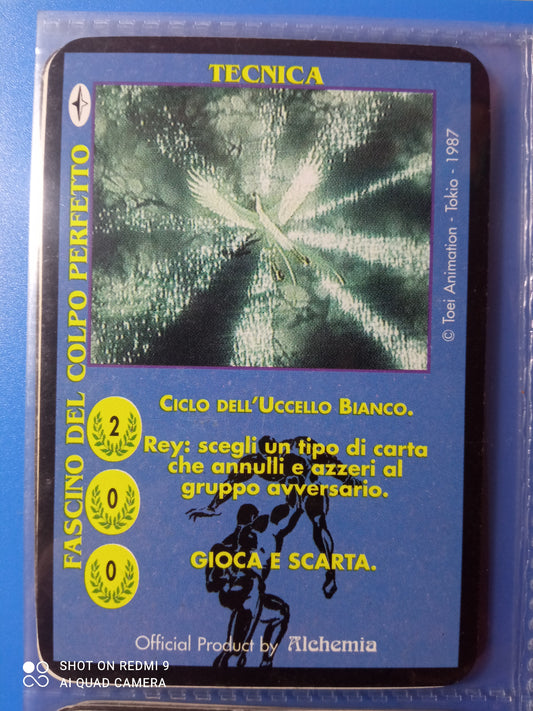 TECNICA
FASCINO DEL COLPO PERFETTO
© Toei Animation - Tokio - 1987
CICLO DELL'UCCELLO BIANCO.
2
Rey: scegli un tipo di carta
che annulli e azzeri al
gruppo avversario.
0
GIOCA E SCARTA.
0
Official Product by Alchemia
SHOT ON REDMI 9
AI QUAD CAMERA